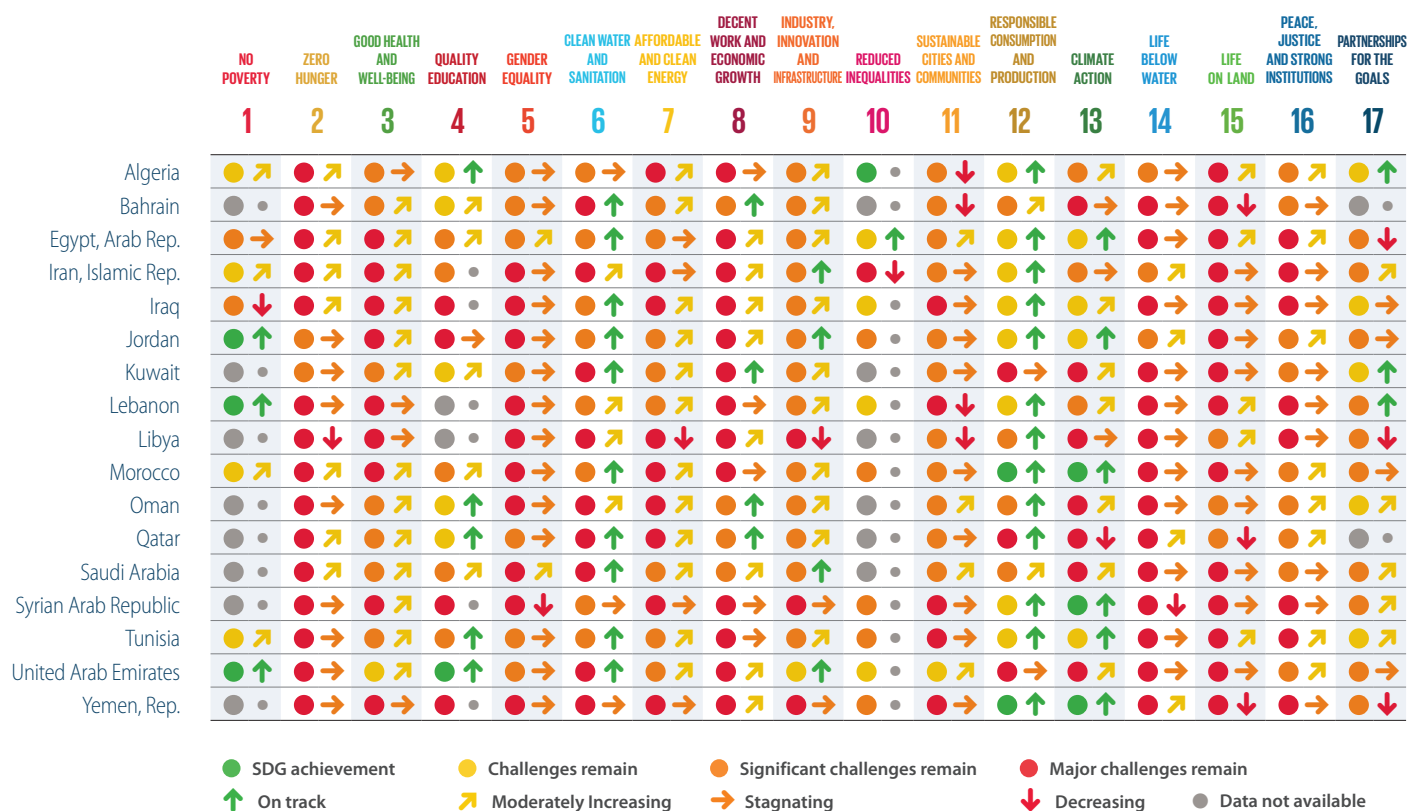 NO
POVERTY
ZERO
HUNGER
GOOD HEALTH
AND
WELL-BEING
QUALITY
EDUCATION
GENDER
EQUALITY
CLEAN WATER
AND
SANITATION
AFFORDABLE
AND CLEAN
ENERGY
DECENT
WORK AND
ECONOMIC
GROWTH
INDUSTRY,
INNOVATION
AND
INFRASTRUCTURE
REDUCED
INEQUALITIES
SUSTAINABLE
CITIES AND
COMMUNITIES
RESPONSIBLE
CONSUMPTION
AND
PRODUCTION
CLIMATE
ACTION
LIFE
BELOW
WATER
LIFE
ON LAND
PEACE,
JUSTICE
AND STRONG
INSTITUTIONS
PARTNERSHIPS
FOR THE
GOALS
1 2 3 4 5 6 7 8 9 10 11 12 13 14 15 16 17
Algeria
Bahrain
Egypt, Arab Rep.
Iran, Islamic Rep.
Iraq
Jordan
Kuwait
Lebanon
Libya
Morocco
Oman
Qatar
Saudi Arabia
Syrian Arab Republic
Tunisia
United Arab Emirates
Yemen, Rep.
SDG achievement Challenges remain Significant challenges remain Major challenges remain
On track Moderately Increasing Stagnating Decreasing Data not available